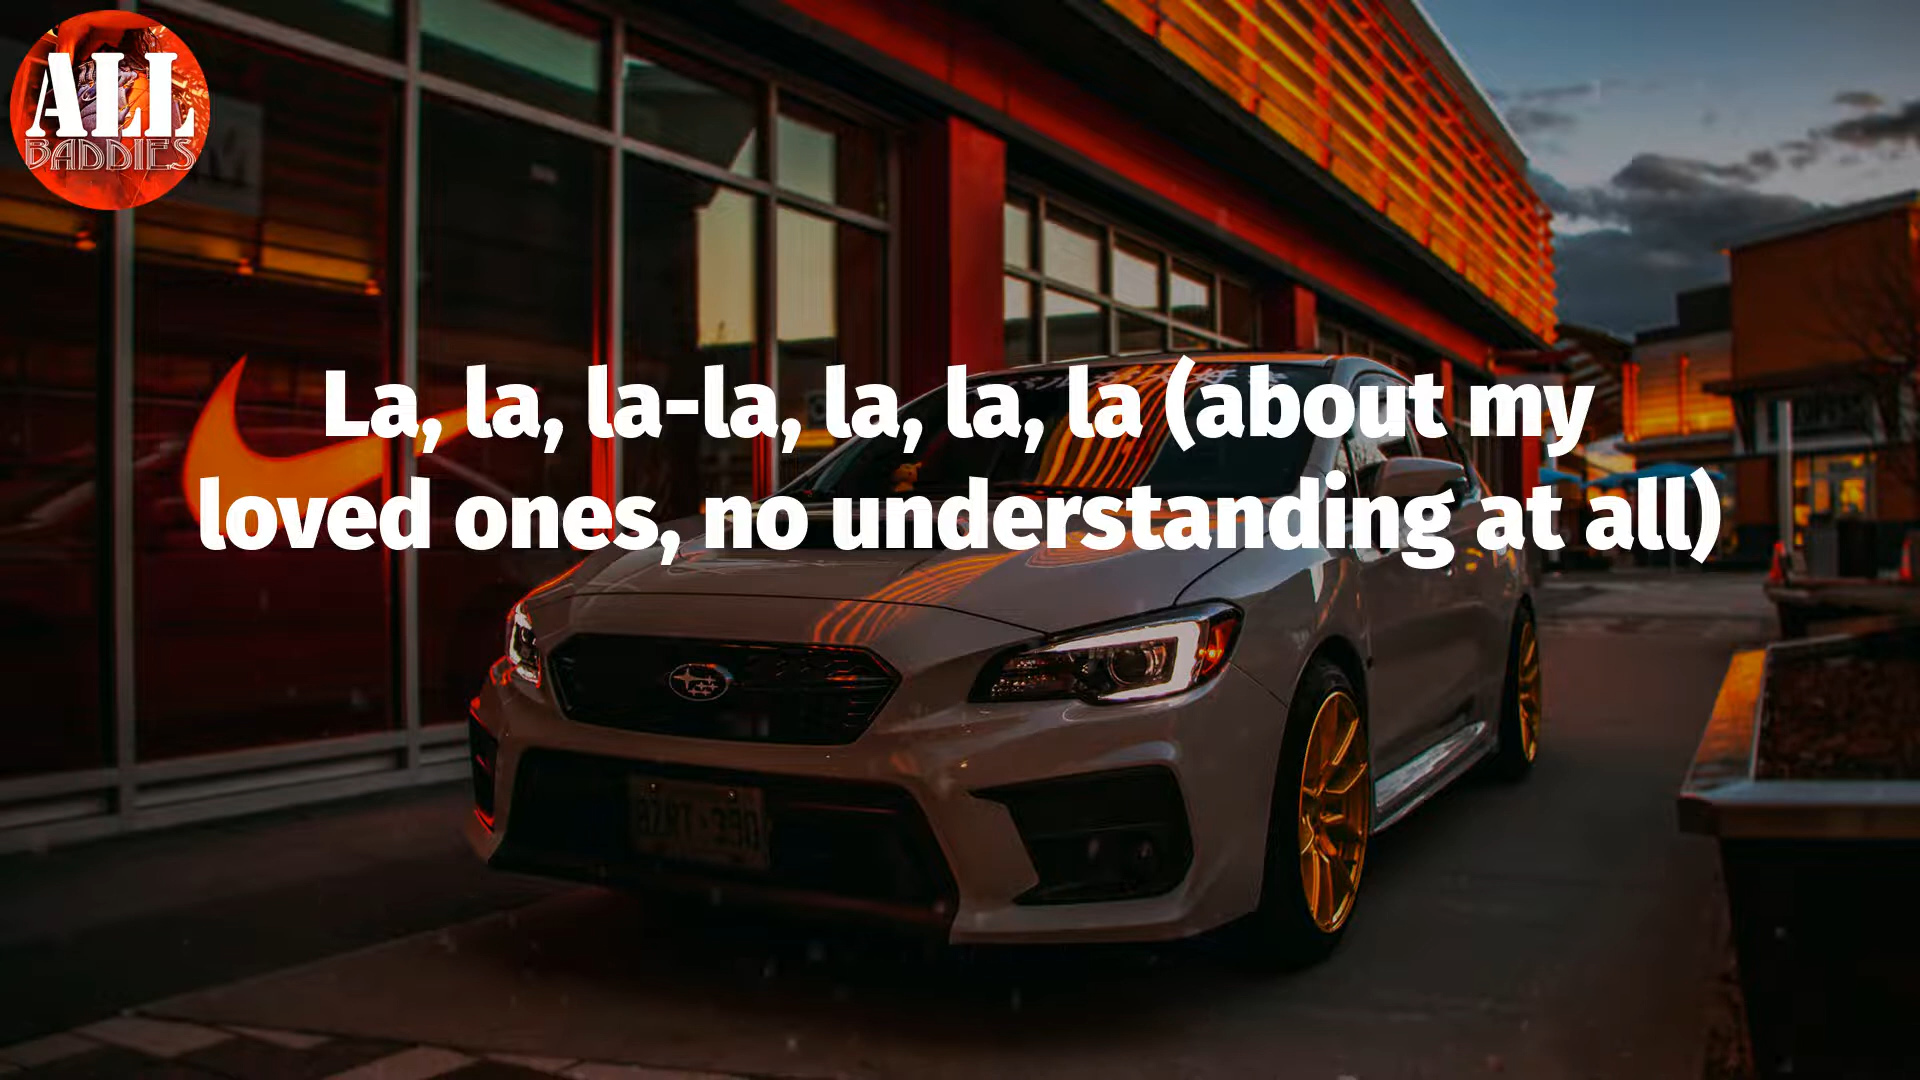 ALL
BADDIES
La, la, la-la, la, la, la (about my
loved ones, no understanding at all)